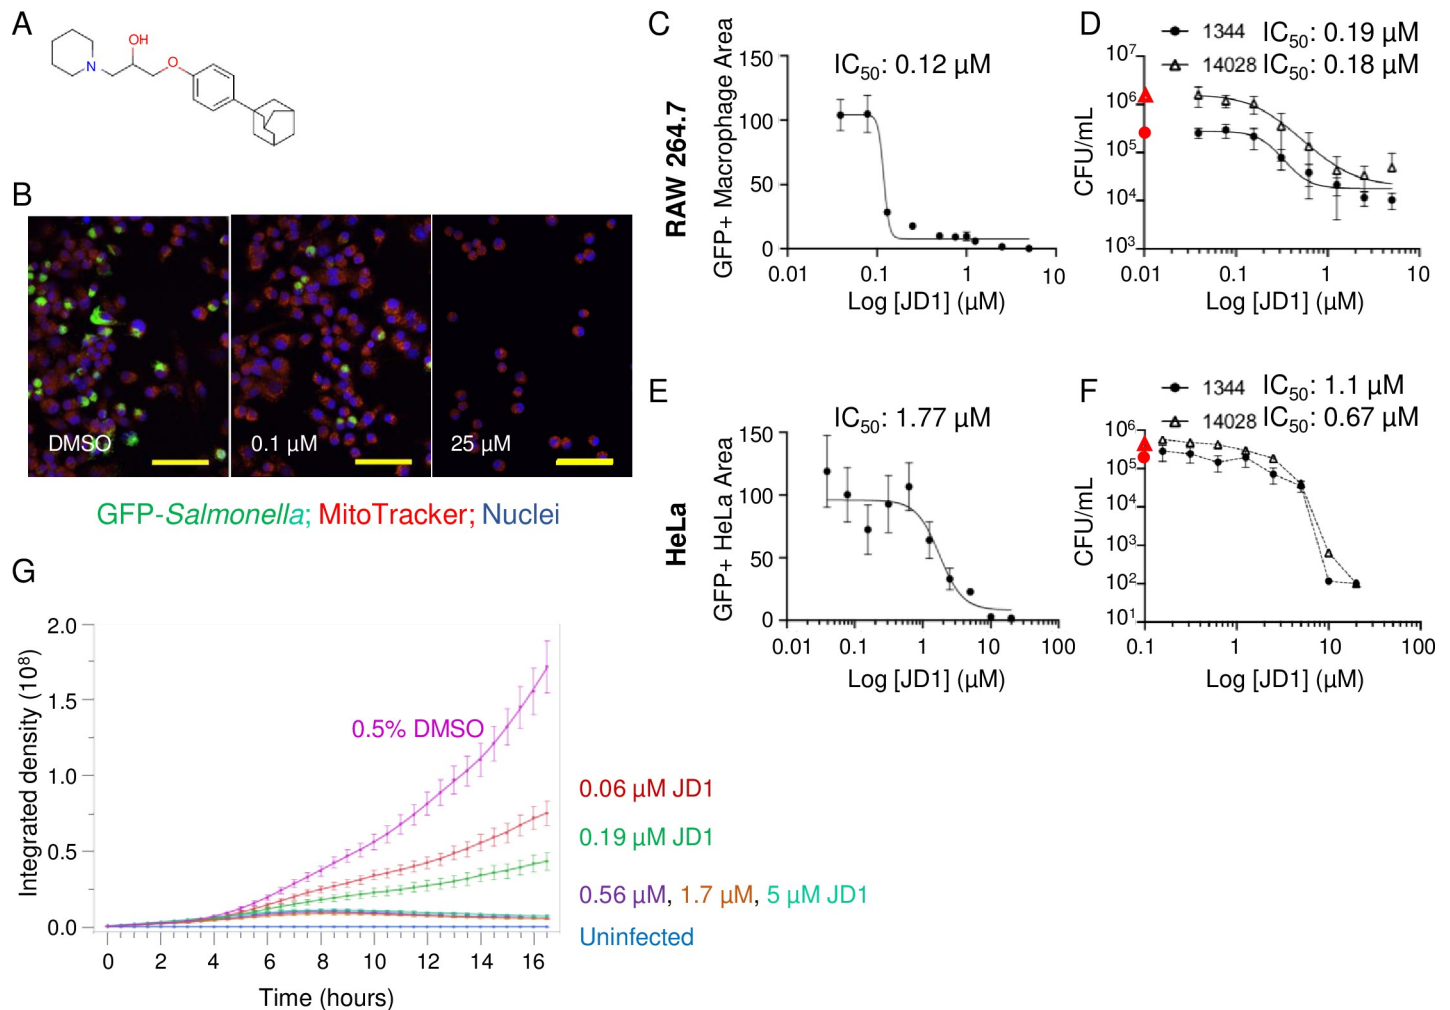 A
OH
N
O
B
DMSO
0.1 µM
25 µM
GFP-Salmonella; MitoTracker; Nuclei
C
RAW 264.7
GFP+ Macrophage Area
IC50: 0.12 µM
150
100
50
0
0.01
0.1
1
10
Log [JD1] (µM)
D
1344
IC50: 0.19 µM
14028
IC50: 0.18 µM
CFU/mL
10^7
10^6
10^5
10^4
10^3
0.01
0.1
1
10
Log [JD1] (µM)
E
HeLa
GFP+ HeLa Area
IC50: 1.77 µM
150
100
50
0
0.01
0.1
1
10
100
Log [JD1] (µM)
F
1344
IC50: 1.1 µM
14028
IC50: 0.67 µM
CFU/mL
10^6
10^5
10^4
10^3
10^2
10^1
0.1
1
10
100
Log [JD1] (µM)
G
Integrated density (10^8)
2.0
1.5
1.0
0.5
0.0
0.5% DMSO
0.06 µM JD1
0.19 µM JD1
0.56 µM, 1.7 µM, 5 µM JD1
Uninfected
0 2 4 6 8 10 12 14 16
Time (hours)